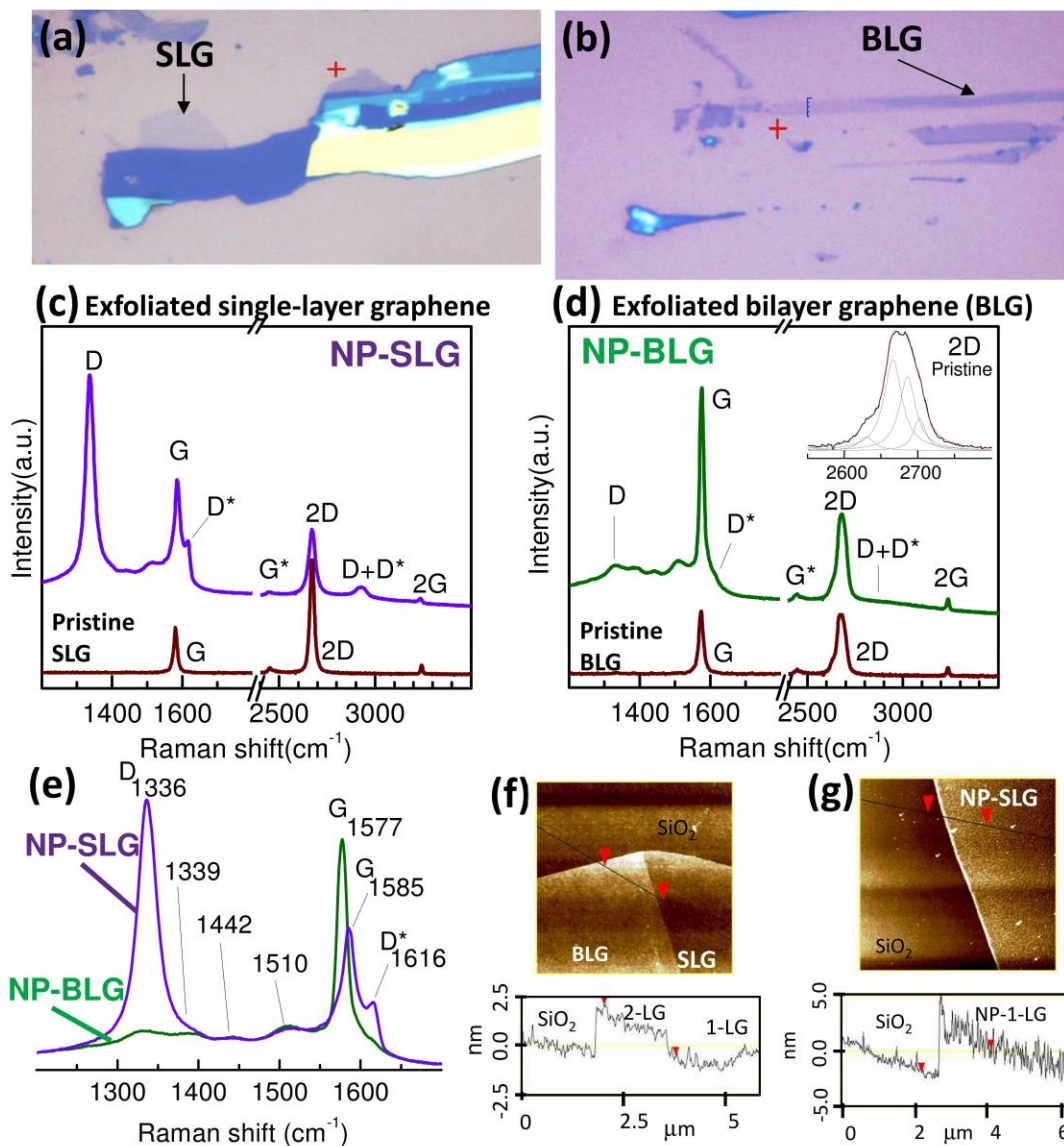 (a)
SLG
(b)
BLG
(c) Exfoliated single-layer graphene
NP-SLG
D
G
D*
2D
G*
D+D*
2G
Pristine
SLG
G
2D
Intensity(a.u.)
1400 1600 2500 3000
Raman shift(cm-1)
(d) Exfoliated bilayer graphene (BLG)
NP-BLG
2D
Pristine
2600 2700
G
D
D*
2D
G*
D+D*
2G
Pristine
BLG
G
2D
Intensity(a.u.)
1400 1600 2500 3000
Raman shift(cm-1)
(e)
D
1336
NP-SLG
1339
1442
1510
G
1577
G
1585
D*
1616
NP-BLG
1300 1400 1500 1600
Raman shift (cm-1)
(f)
SiO2
BLG
SLG
2.5
0.0
-2.5
nm
SiO2
2-LG
1-LG
0 2.5 5
μm
(g)
NP-SLG
SiO2
5.0
0.0
-5.0
nm
SiO2
NP-1-LG
0 2 4 6
μm